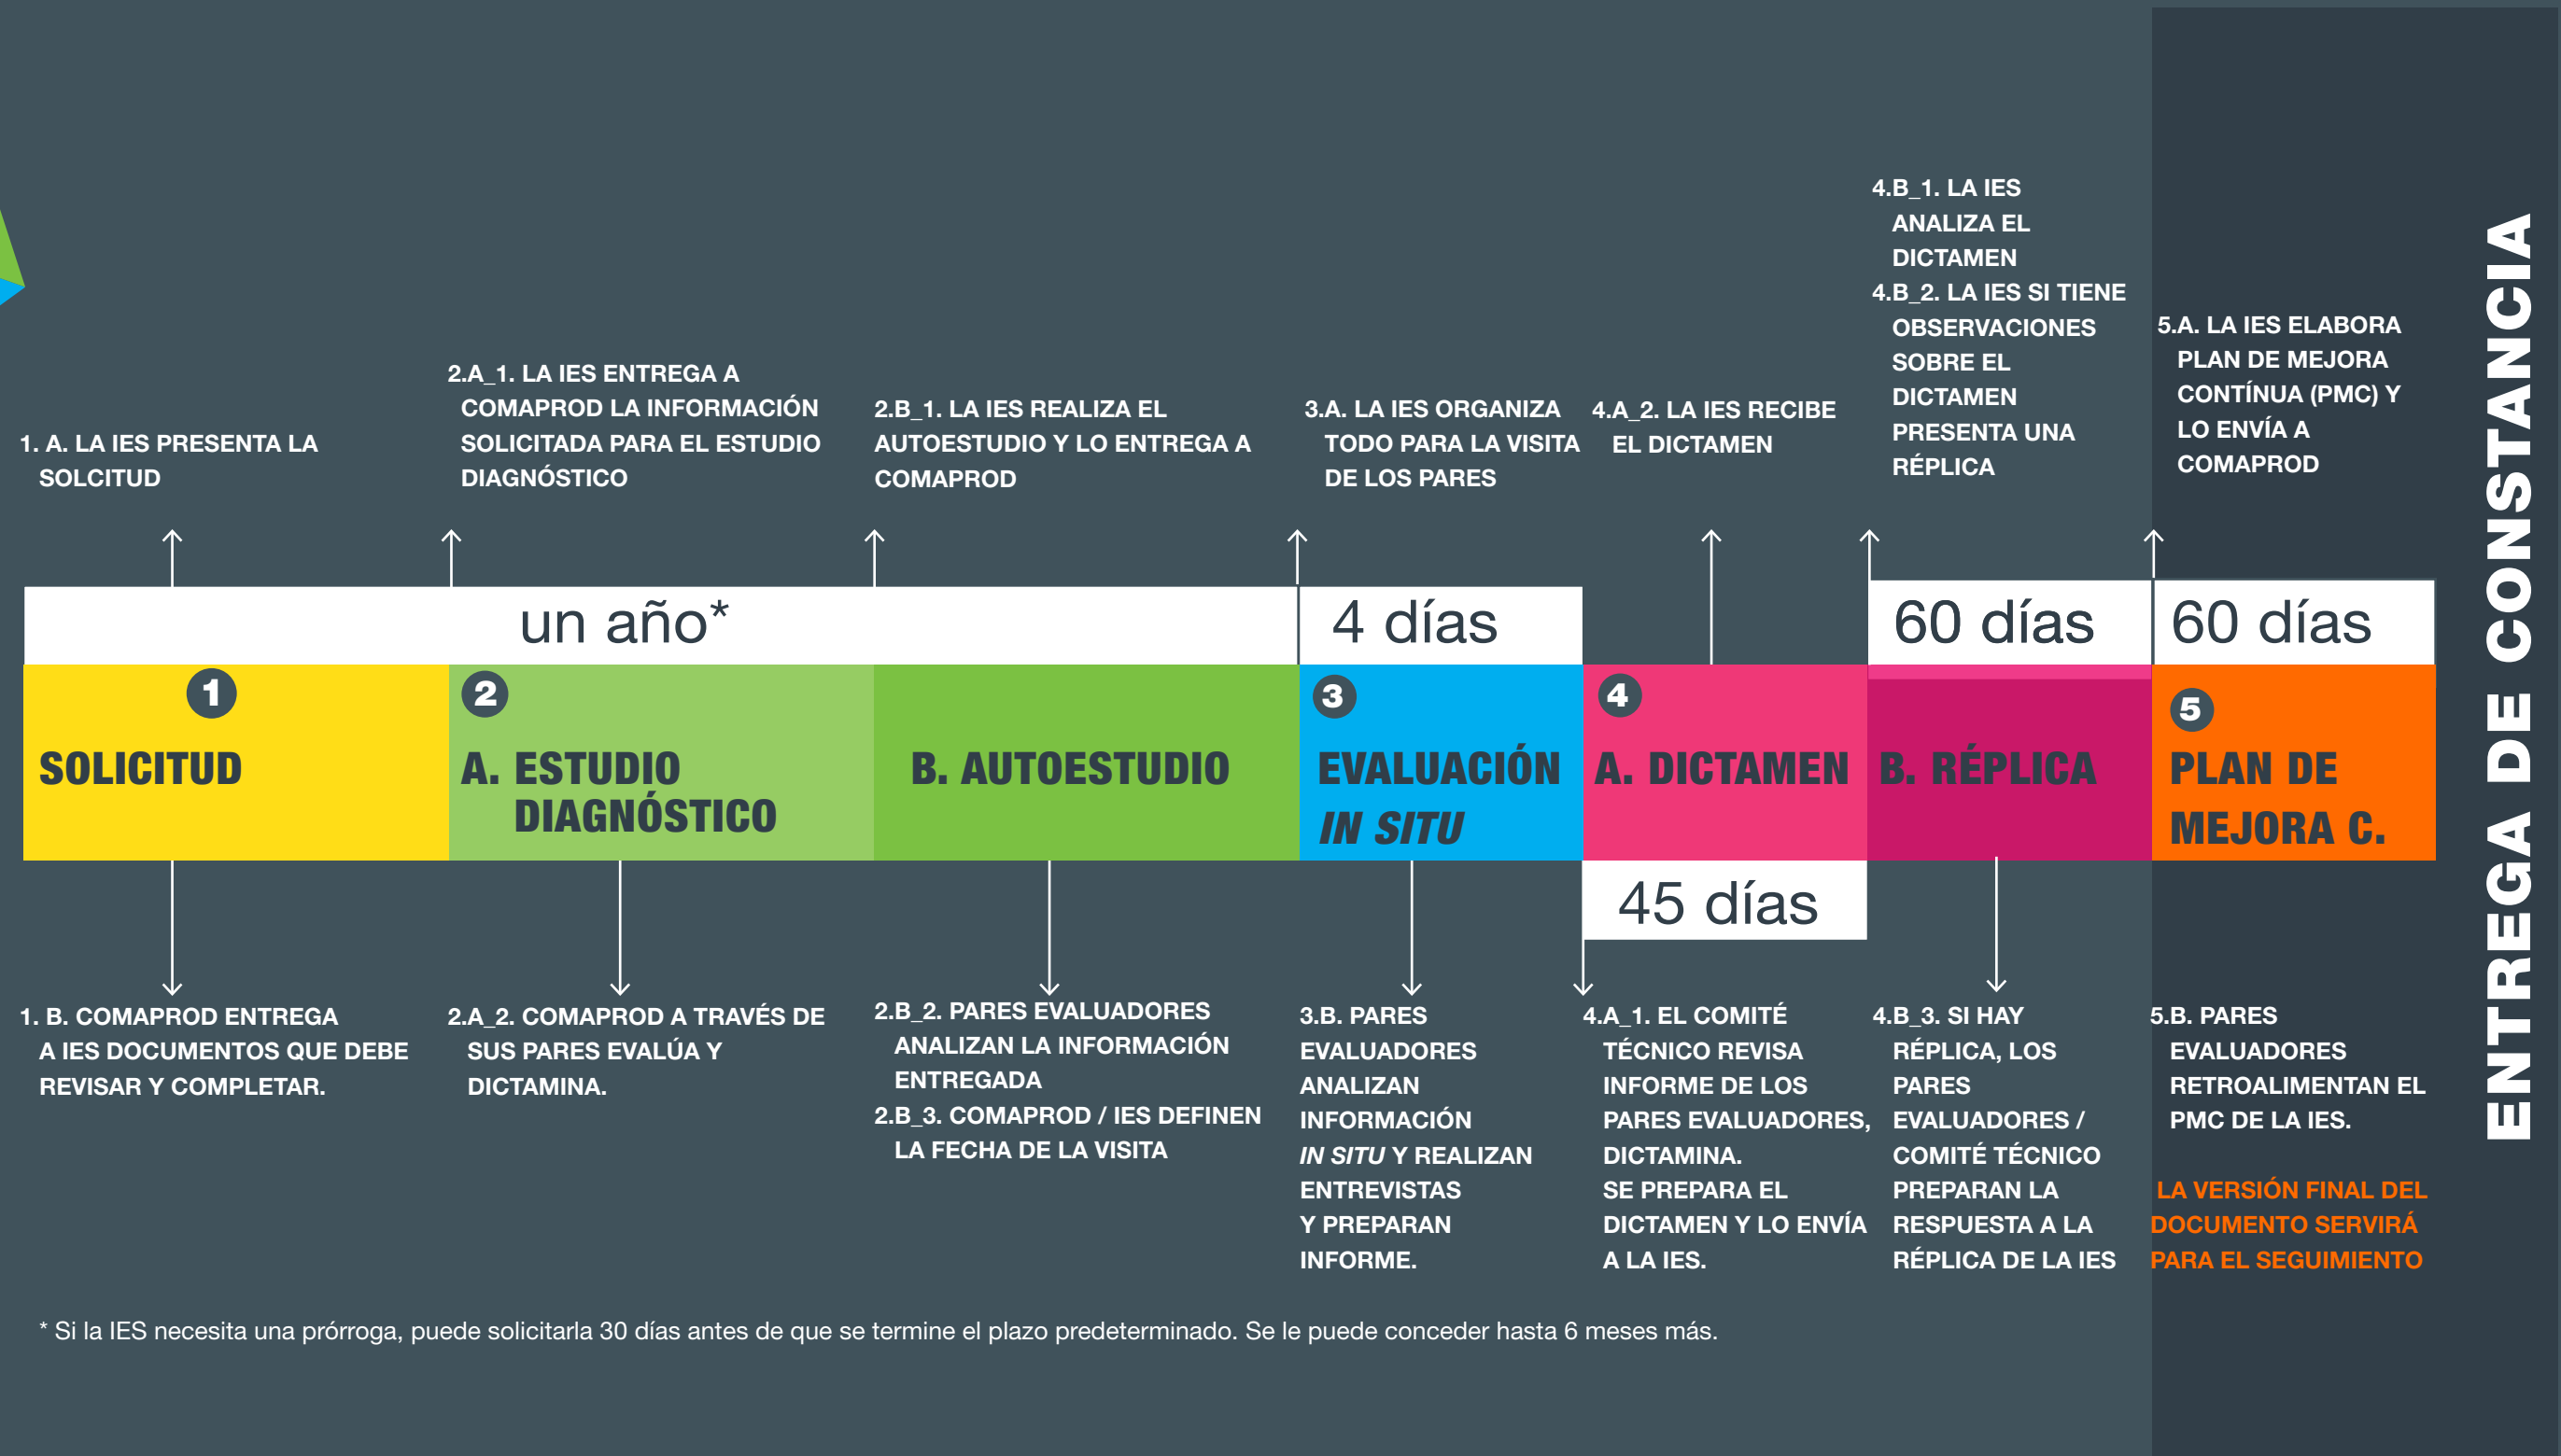 1. A. LA IES PRESENTA LA
SOLCITUD
2.A_1. LA IES ENTREGA A
COMAPROD LA INFORMACIÓN
SOLICITADA PARA EL ESTUDIO
DIAGNÓSTICO
2.B_1. LA IES REALIZA EL
AUTOESTUDIO Y LO ENTREGA A
COMAPROD
3.A. LA IES ORGANIZA
TODO PARA LA VISITA
DE LOS PARES
4.A_2. LA IES RECIBE
EL DICTAMEN
4.B_1. LA IES
ANALIZA EL
DICTAMEN
4.B_2. LA IES SI TIENE
OBSERVACIONES
SOBRE EL
DICTAMEN
PRESENTA UNA
RÉPLICA
5.A. LA IES ELABORA
PLAN DE MEJORA
CONTÍNUA (PMC) Y
LO ENVÍA A
COMAPROD
un año*
4 días
60 días
60 días
1
SOLICITUD
2
A. ESTUDIO
DIAGNÓSTICO
B. AUTOESTUDIO
3
EVALUACIÓN
IN SITU
4
A. DICTAMEN
B. RÉPLICA
5
PLAN DE
MEJORA C.
45 días
1. B. COMAPROD ENTREGA
A IES DOCUMENTOS QUE DEBE
REVISAR Y COMPLETAR.
2.A_2. COMAPROD A TRAVÉS DE
SUS PARES EVALÚA Y
DICTAMINA.
2.B_2. PARES EVALUADORES
ANALIZAN LA INFORMACIÓN
ENTREGADA
2.B_3. COMAPROD / IES DEFINEN
LA FECHA DE LA VISITA
3.B. PARES
EVALUADORES
ANALIZAN
INFORMACIÓN
IN SITU Y REALIZAN
ENTREVISTAS
Y PREPARAN
INFORME.
4.A_1. EL COMITÉ
TÉCNICO REVISA
INFORME DE LOS
PARES EVALUADORES,
DICTAMINA.
SE PREPARA EL
DICTAMEN Y LO ENVÍA
A LA IES.
4.B_3. SI HAY
RÉPLICA, LOS
PARES
EVALUADORES /
COMITÉ TÉCNICO
PREPARAN LA
RESPUESTA A LA
RÉPLICA DE LA IES
5.B. PARES
EVALUADORES
RETROALIMENTAN EL
PMC DE LA IES.
LA VERSIÓN FINAL DEL
DOCUMENTO SERVIRÁ
PARA EL SEGUIMIENTO
ENTREGA DE CONSTANCIA
* Si la IES necesita una prórroga, puede solicitarla 30 días antes de que se termine el plazo predeterminado. Se le puede conceder hasta 6 meses más.